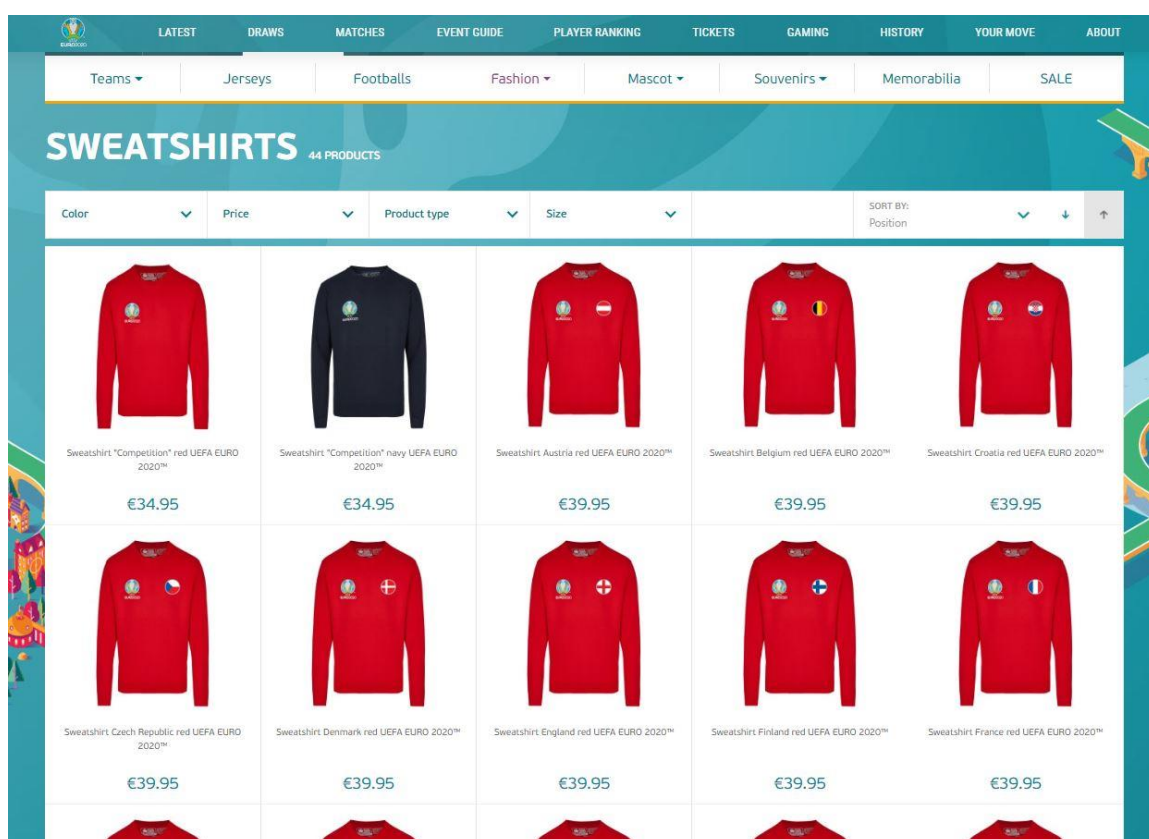 EURO2020
LATEST
DRAWS
MATCHES
EVENT GUIDE
PLAYER RANKING
TICKETS
GAMING
HISTORY
YOUR MOVE
ABOUT
Teams
Jerseys
Footballs
Fashion
Mascot
Souvenirs
Memorabilia
SALE
SWEATSHIRTS 44 PRODUCTS
Color
Price
Product type
Size
SORT BY:
Position
Sweatshirt "Competition" red UEFA EURO
2020™
€34.95
Sweatshirt "Competition" navy UEFA EURO
2020™
€34.95
Sweatshirt Austria red UEFA EURO 2020™
€39.95
Sweatshirt Belgium red UEFA EURO 2020™
€39.95
Sweatshirt Croatia red UEFA EURO 2020™
€39.95
Sweatshirt Czech Republic red UEFA EURO
2020™
€39.95
Sweatshirt Denmark red UEFA EURO 2020™
€39.95
Sweatshirt England red UEFA EURO 2020™
€39.95
Sweatshirt Finland red UEFA EURO 2020™
€39.95
Sweatshirt France red UEFA EURO 2020™
€39.95